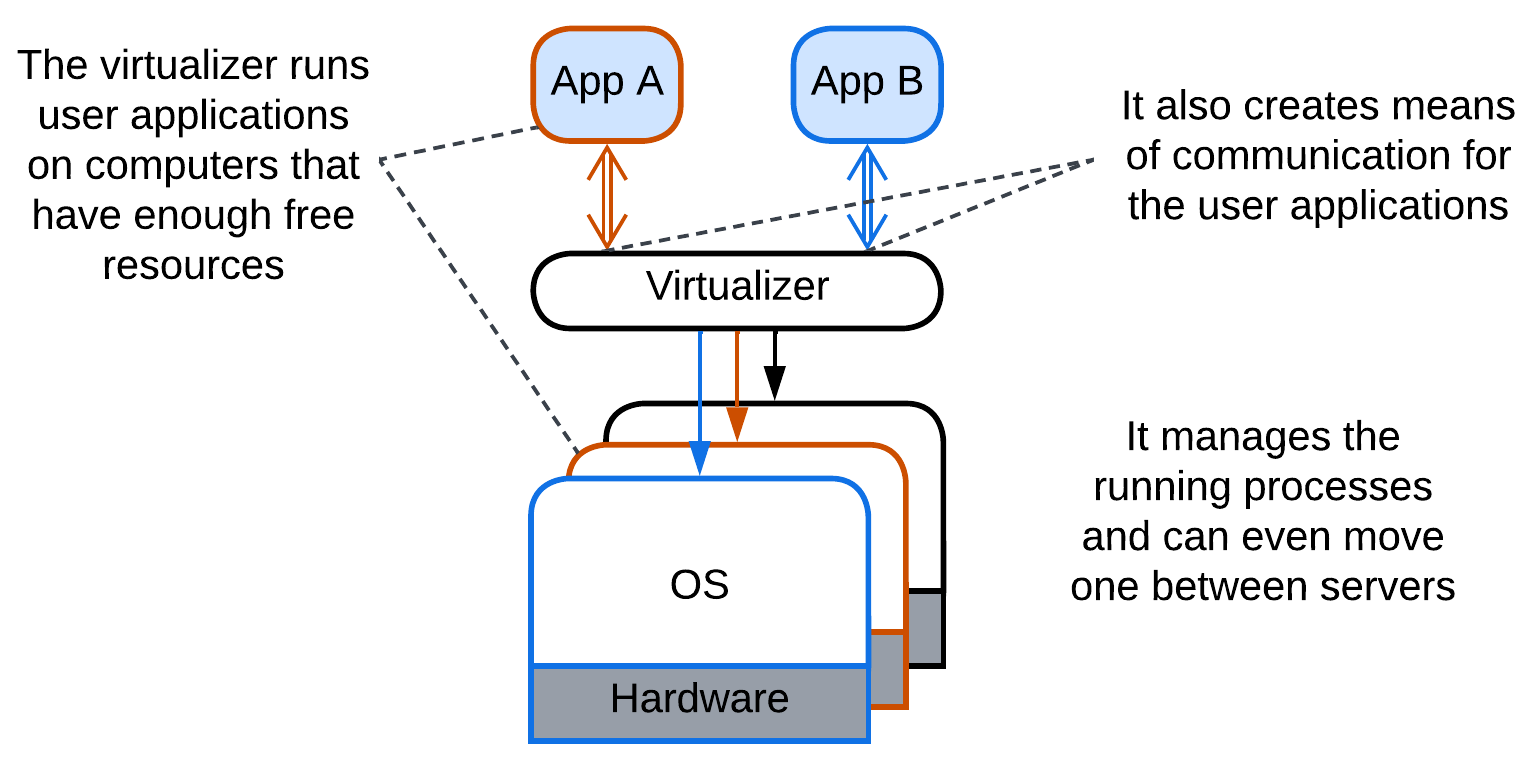 The virtualizer runs
user applications
on computers that
have enough free
resources
App A
App B
It also creates means
of communication for
the user applications
Virtualizer
It manages the
running processes
and can even move
one between servers
OS
Hardware